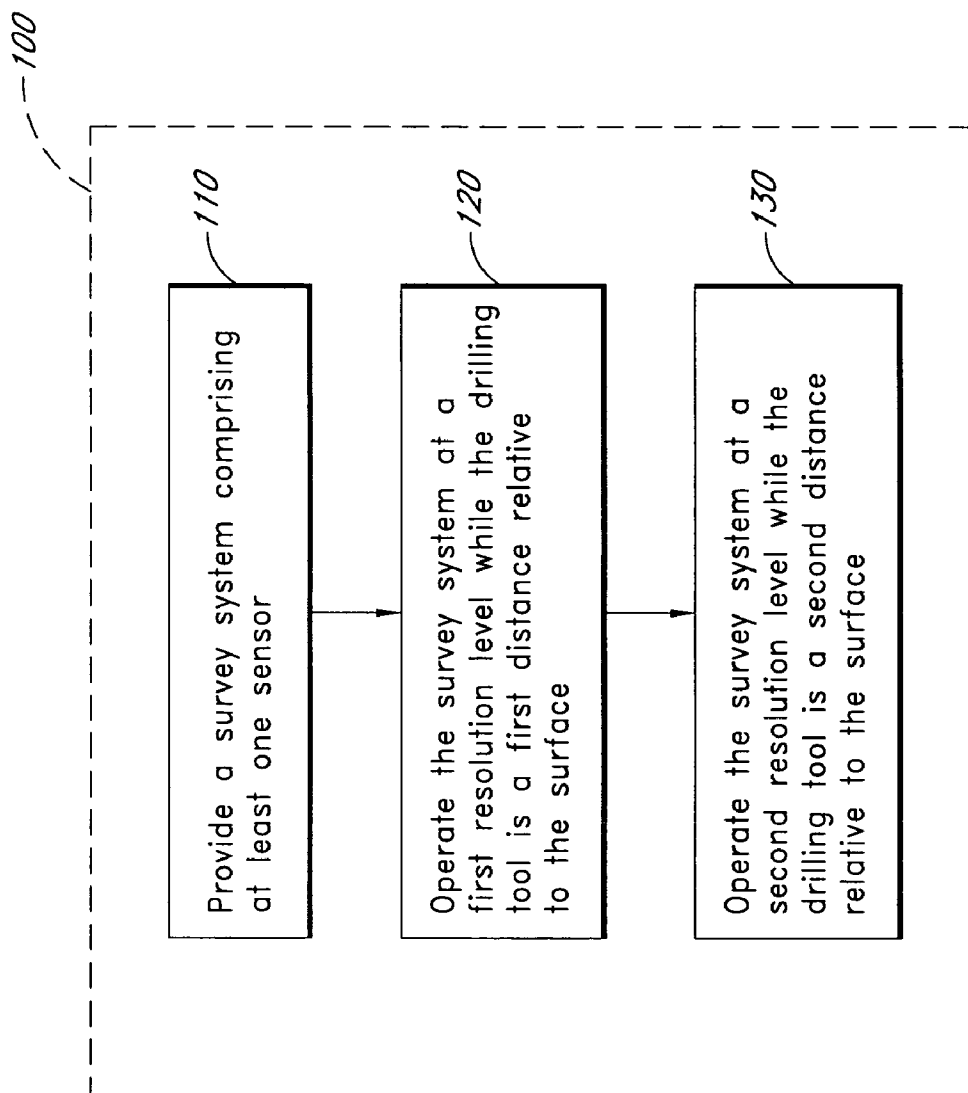 100
110
Provide a survey system comprising
at least one sensor
120
Operate the survey system at a
first resolution level while the drilling
tool is a first distance relative
to the surface
130
Operate the survey system at a
second resolution level while the
drilling tool is a second distance
relative to the surface